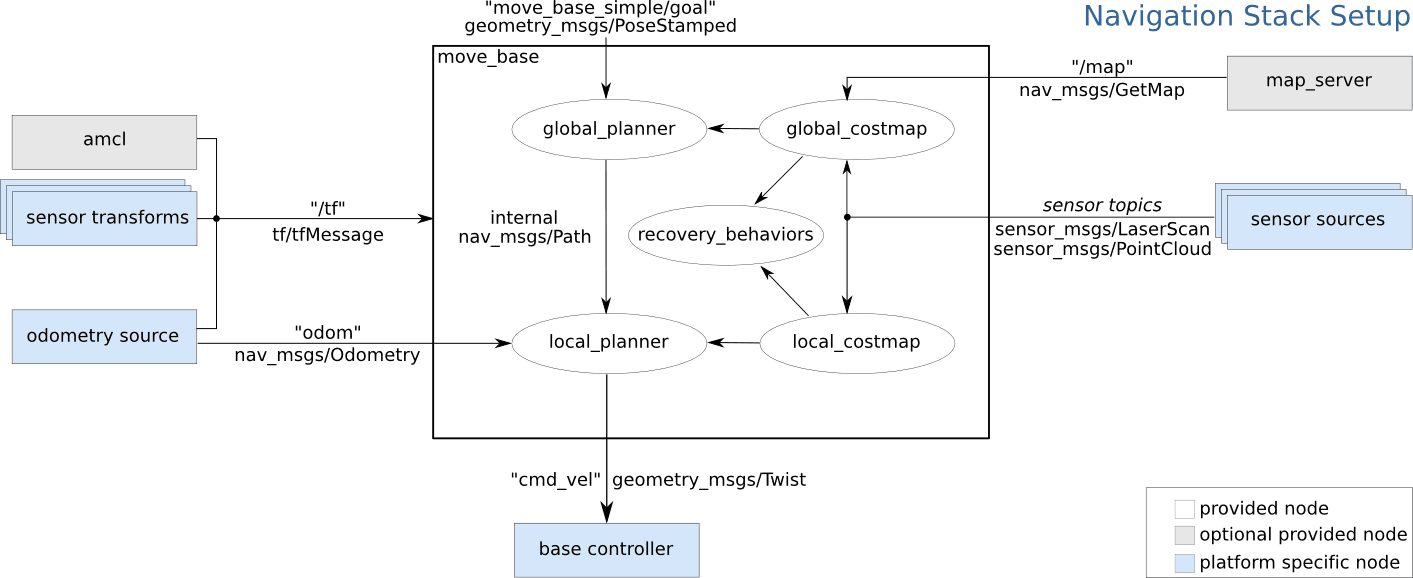 "move_base_simple/goal"
geometry_msgs/PoseStamped
Navigation Stack Setup
move_base
"/map"
nav_msgs/GetMap
map_server
amcl
global_planner
global_costmap
sensor transforms
"/tf"
tf/tfMessage
internal
nav_msgs/Path
recovery_behaviors
sensor topics
sensor_msgs/LaserScan
sensor_msgs/PointCloud
sensor sources
odometry source
"odom"
nav_msgs/Odometry
local_planner
local_costmap
"cmd_vel" geometry_msgs/Twist
base controller
provided node
optional provided node
platform specific node